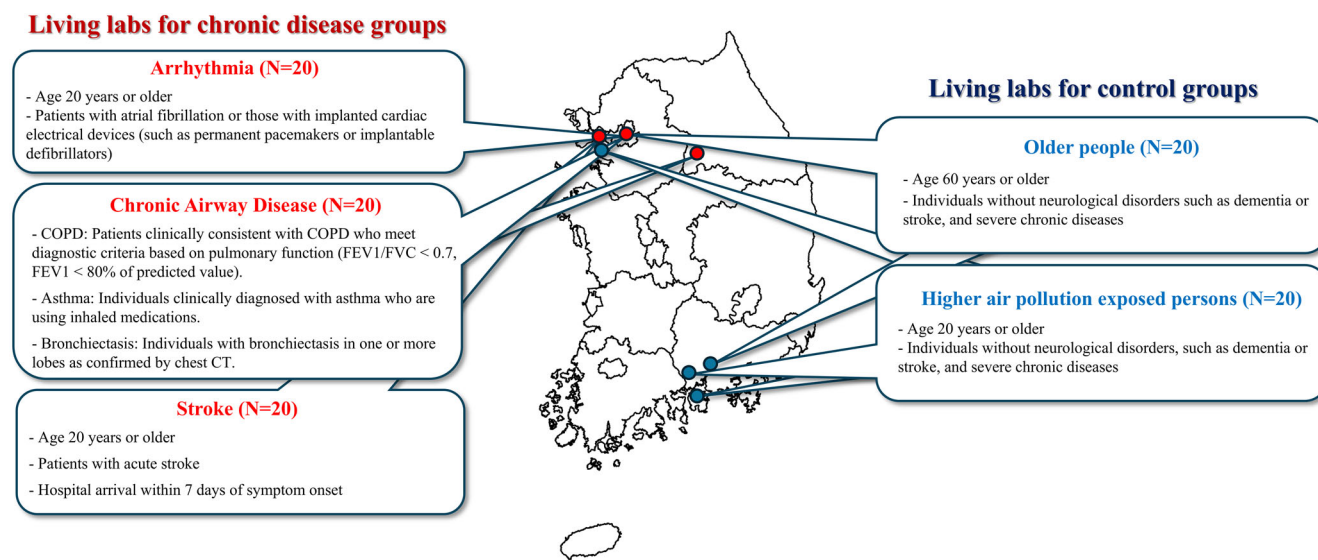 Living labs for chronic disease groups
Arrhythmia (N=20)
- Age 20 years or older
- Patients with atrial fibrillation or those with implanted cardiac
electrical devices (such as permanent pacemakers or implantable
defibrillators)
Chronic Airway Disease (N=20)
- COPD: Patients clinically consistent with COPD who meet
diagnostic criteria based on pulmonary function (FEV1/FVC < 0.7,
FEV1 < 80% of predicted value).
- Asthma: Individuals clinically diagnosed with asthma who are
using inhaled medications.
- Bronchiectasis: Individuals with bronchiectasis in one or more
lobes as confirmed by chest CT.
Stroke (N=20)
- Age 20 years or older
- Patients with acute stroke
- Hospital arrival within 7 days of symptom onset
Living labs for control groups
Older people (N=20)
- Age 60 years or older
- Individuals without neurological disorders such as dementia or
stroke, and severe chronic diseases
Higher air pollution exposed persons (N=20)
- Age 20 years or older
- Individuals without neurological disorders, such as dementia or
stroke, and severe chronic diseases